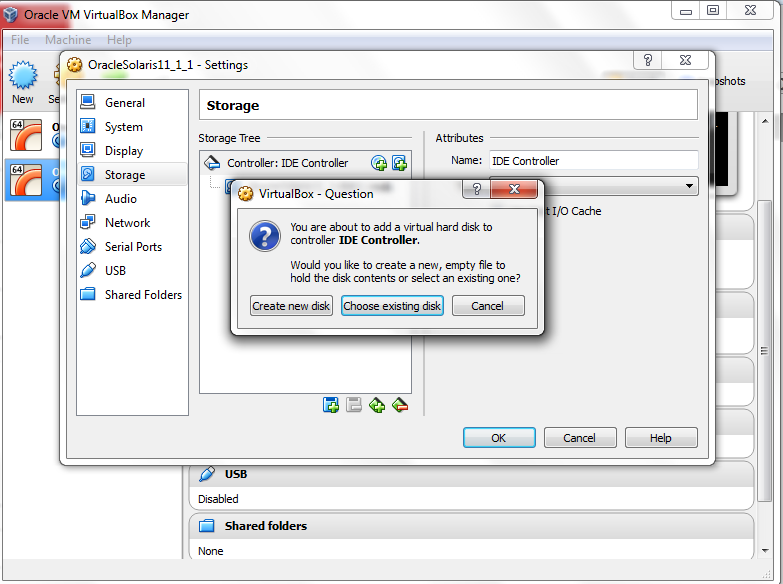 Oracle VM VirtualBox Manager
File Machine Help
OracleSolaris11_1_1 - Settings
New
64
64
General
System
Display
Storage
Audio
Network
Serial Ports
USB
Shared Folders
Storage
Storage Tree
Controller: IDE Controller
Attributes
Name: IDE Controller
I/O Cache
VirtualBox - Question
You are about to add a virtual hard disk to
controller IDE Controller.
Would you like to create a new, empty file to
hold the disk contents or select an existing one?
Create new disk Choose existing disk Cancel
OK Cancel Help
USB
Disabled
Shared folders
None